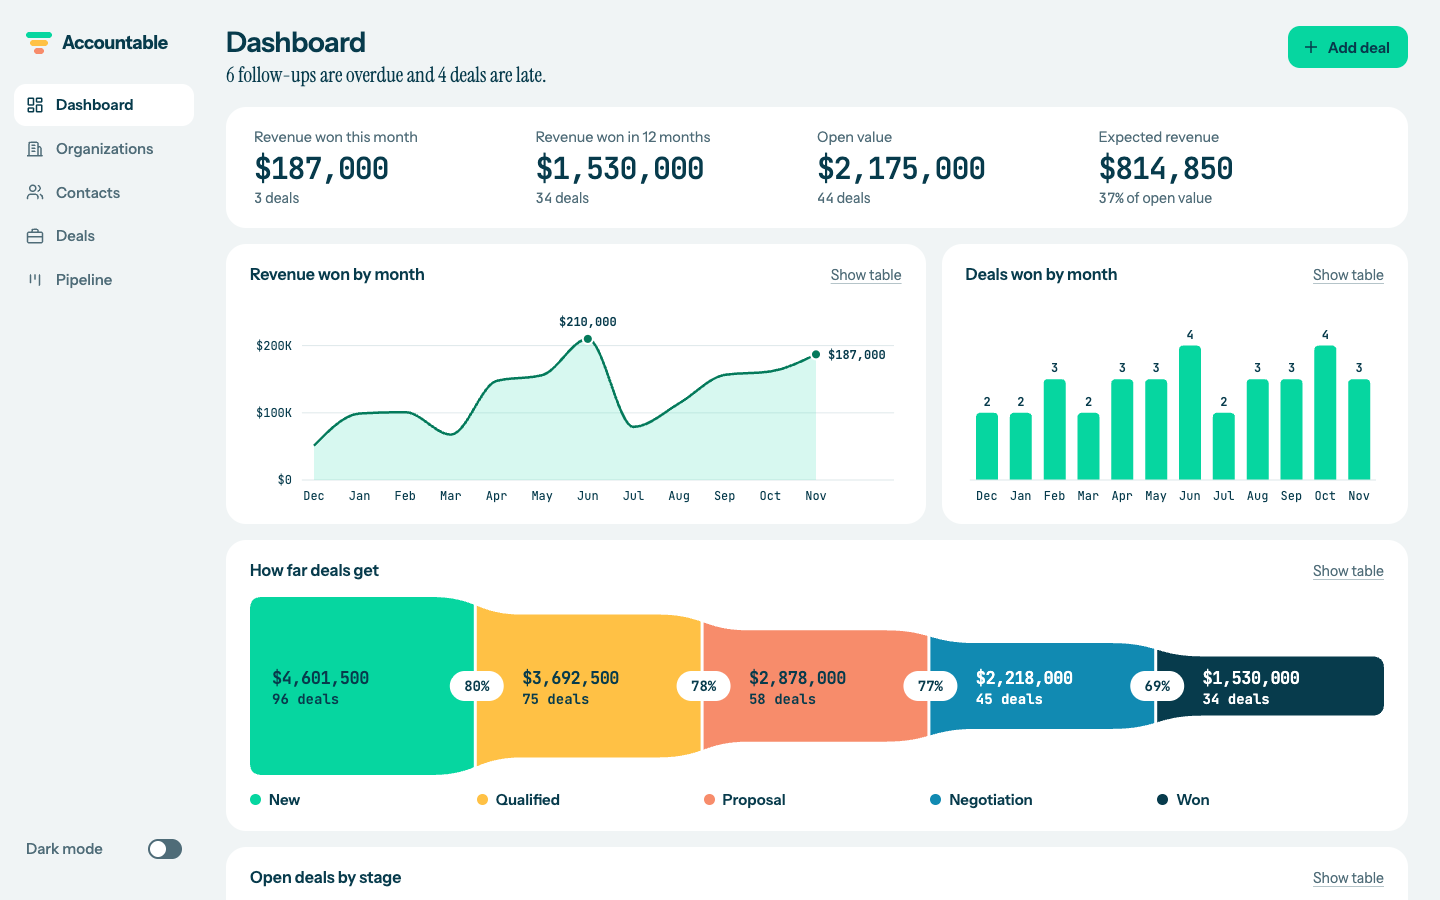 Accountable
Dashboard
Organizations
Contacts
Deals
Pipeline
Dark mode
Dashboard
6 follow-ups are overdue and 4 deals are late.
Add deal
Revenue won this month
$187,000
3 deals
Revenue won in 12 months
$1,530,000
34 deals
Open value
$2,175,000
44 deals
Expected revenue
$814,850
37% of open value
Revenue won by month
Show table
$210,000
$187,000
$200K
$100K
$0
Dec Jan Feb Mar Apr May Jun Jul Aug Sep Oct Nov
Deals won by month
Show table
2 2 3 2 3 3 4 2 3 3 4 3
Dec Jan Feb Mar Apr May Jun Jul Aug Sep Oct Nov
How far deals get
Show table
$4,601,500
96 deals
80%
$3,692,500
75 deals
78%
$2,878,000
58 deals
77%
$2,218,000
45 deals
69%
$1,530,000
34 deals
New
Qualified
Proposal
Negotiation
Won
Open deals by stage
Show table